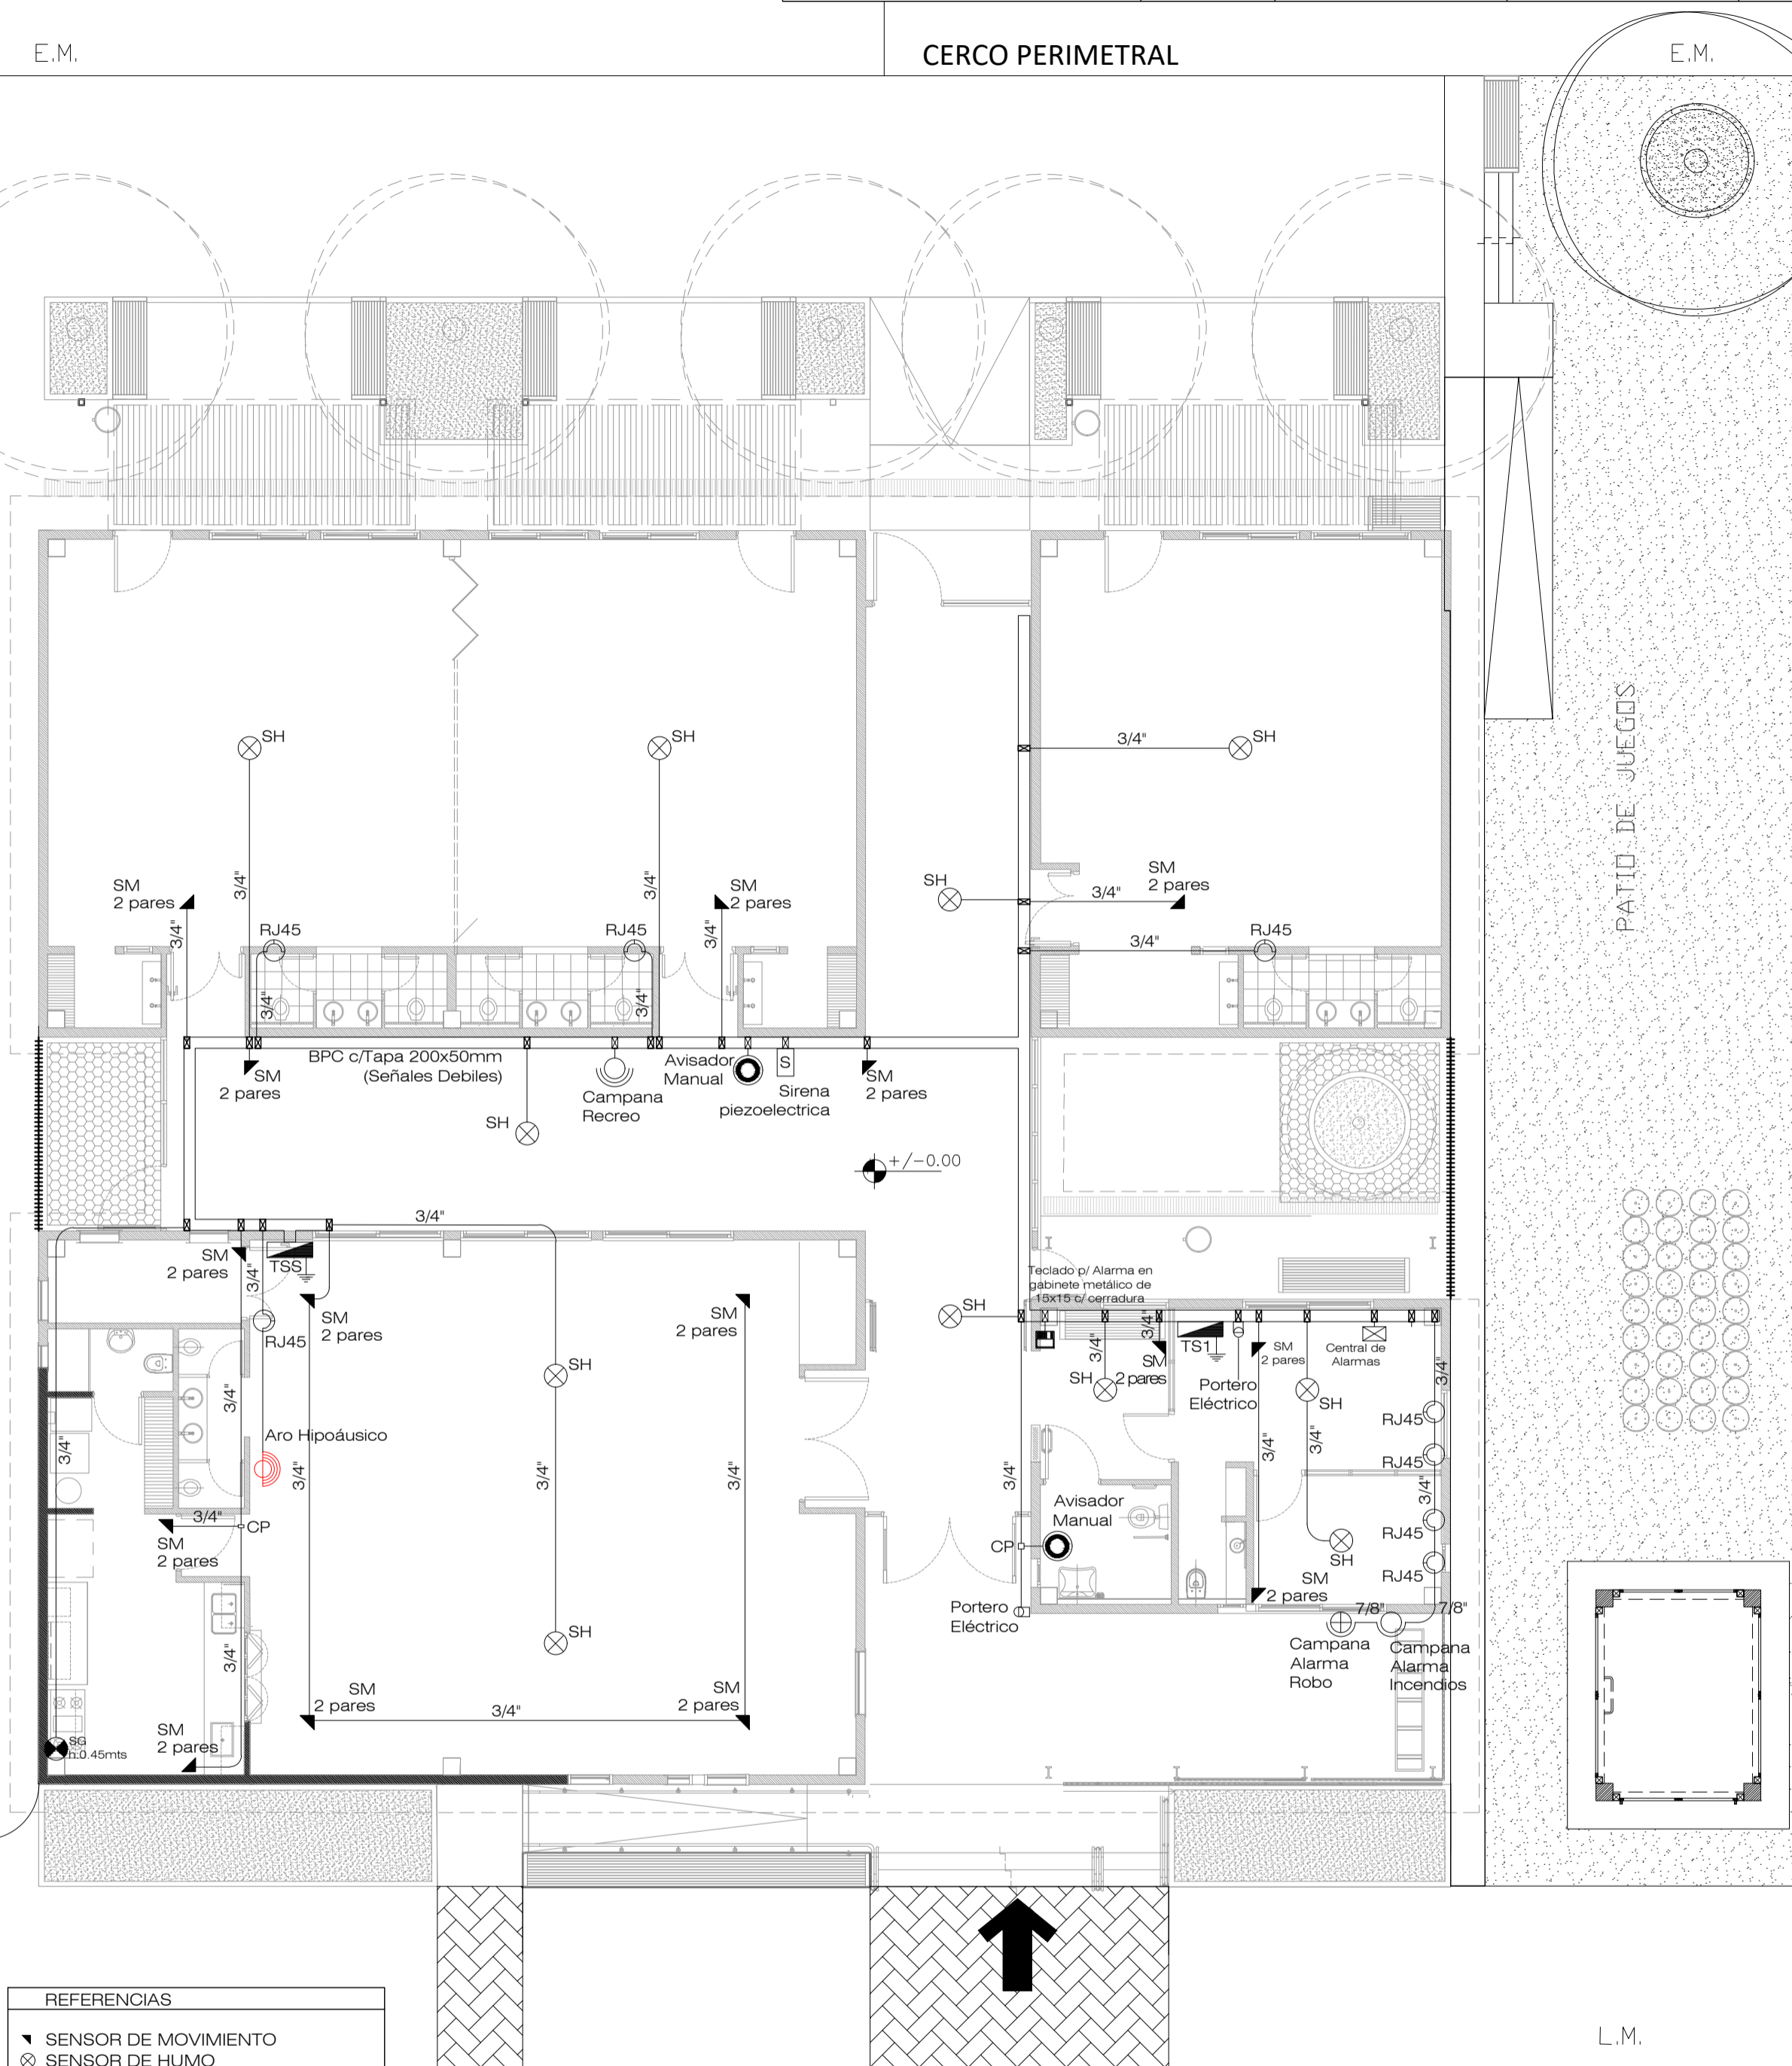 E.M.
CERCO PERIMETRAL
E.M.
PATIO DE JUEGOS
SH
SH
3/4"
SH
3/4"
3/4"
SM
2 pares
3/4"
RJ45
3/4"
RJ45
3/4"
3/4"
SM
2 pares
SH
3/4"
SM
2 pares
3/4"
RJ45
BPC c/Tapa 200x50mm
(Señales Debiles)
SM
2 pares
SH
Campana
Recreo
Avisador
Manual
S
Sirena
piezoelectrica
SM
2 pares
+/-0.00
3/4"
SM
2 pares
3/4"
TSS
SM
2 pares
RJ45
SM
2 pares
SH
Teclado p/ Alarma en
gabinete metálico de
15x15 c/ cerradura
3/4"
3/4"
SM
2 pares
SH
TS1
Portero
Eléctrico
SM
2 pares
Central de
Alarmas
SH
3/4"
RJ45
RJ45
3/4"
RJ45
RJ45
3/4"
3/4"
SH
SH
3/4"
3/4"
Aro Hipoáusico
3/4"
3/4"
3/4"
3/4"
3/4"
CP
SM
2 pares
Avisador
Manual
CP
Portero
Eléctrico
SM
2 pares
SH
7/8"
7/8"
Campana
Alarma
Robo
Campana
Alarma
Incendios
SH
3/4"
SM
2 pares
3/4"
SM
2 pares
SM
2 pares
SG
h:0.45mts
REFERENCIAS
SENSOR DE MOVIMIENTO
SENSOR DE HUMO
L.M.